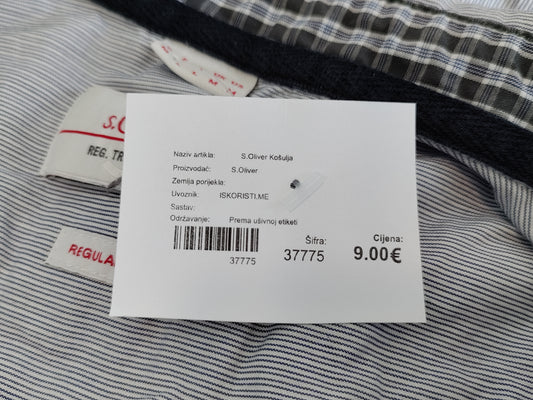 S.
REG. TR
REGULA
Naziv artikla: S.Oliver Košulja
Proizvođač: S.Oliver
Zemlja porijekla:
Uvoznik: ISKORISTI.ME
Sastav:
Održavanje: Prema ušivnoj etiketi
37775
Šifra:
37775
Cijena:
9.00€